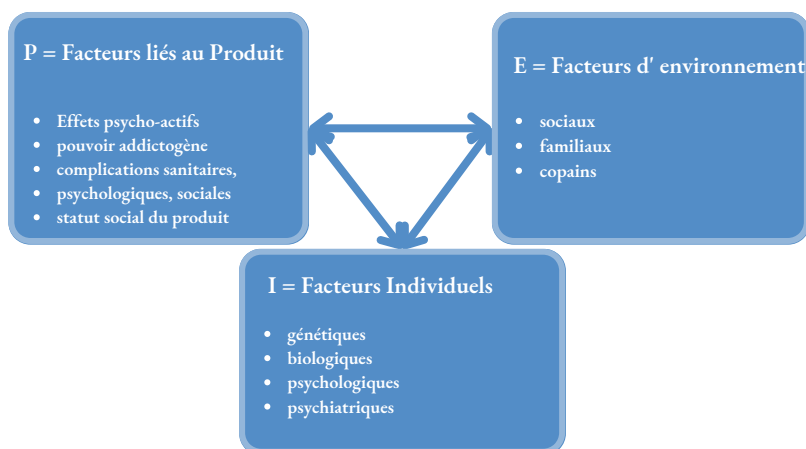 P = Facteurs liés au Produit
• Effets psycho-actifs
• pouvoir addictogène
• complications sanitaires,
• psychologiques, sociales
• statut social du produit
E = Facteurs d' environnement
• sociaux
• familiaux
• copains
I = Facteurs Individuels
• génétiques
• biologiques
• psychologiques
• psychiatriques